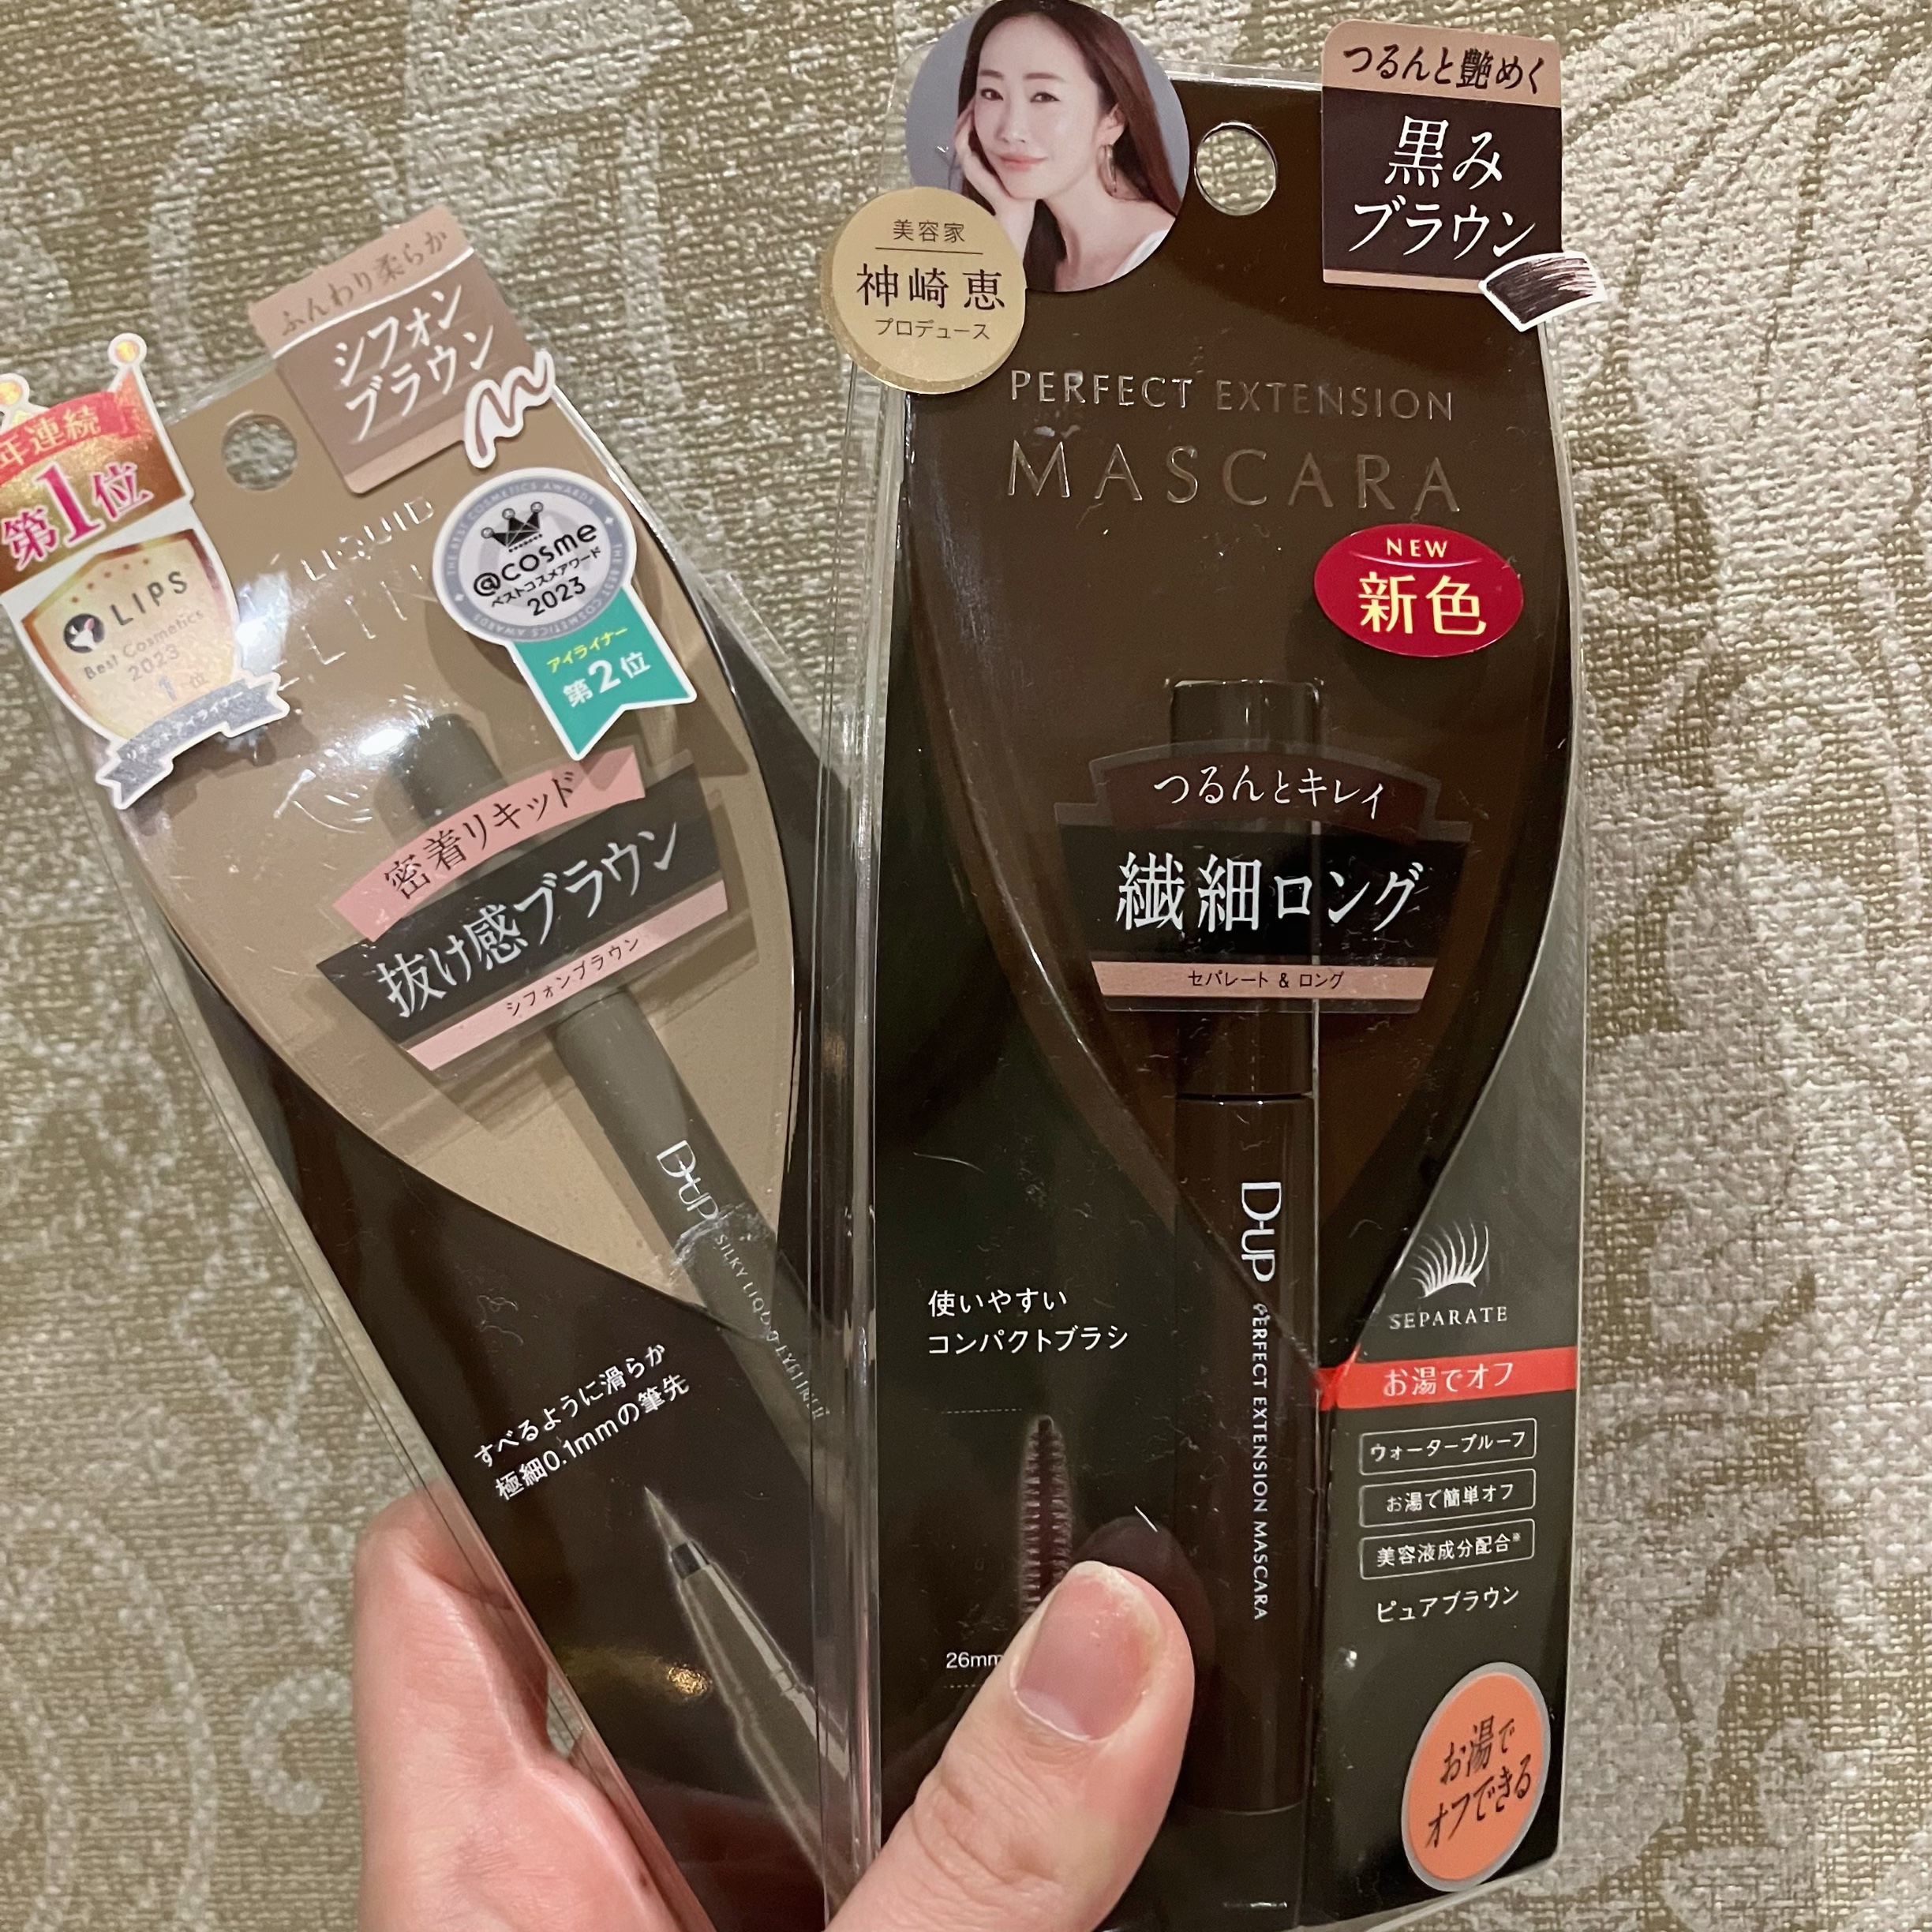 ふんわり柔らか
シフォン
ブラウン
年連続
第1位
LIPS
Best Cosmetics
2023
1位
LIQUID
THE BEST COSMETICS AWARDS
@cosme
ベストコスメアワード
2023
アイライナー
第2位
密着リキッド
抜け感ブラウン
シフォンブラウン
D-UP SILKY LIQUID EYELINER
すべるように滑らか
極細0.1mmの筆先
美容家
神崎 恵
プロデュース
つるんと艶めく
黒み
ブラウン
PERFECT EXTENSION
MASCARA
NEW
新色
つるんとキレイ
繊細ロング
セパレート & ロング
D-UP PERFECT EXTENSION MASCARA
使いやすい
コンパクトブラシ
26mm
SEPARATE
お湯でオフ
ウォータープルーフ
お湯で簡単オフ
美容液成分配合※
ピュアブラウン
お湯で
オフできる